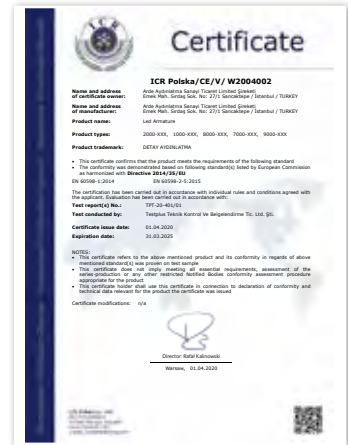 ICR
Certificate
ICR Polska/CE/V/ W2004002
Name and address of certificate owner: Arde Aydınlatma Sanayi Ticaret Limited Şirketi
Emek Mah. Sırdaş Sok. No: 27/1 Sancaktepe / İstanbul / TURKEY
Name and address of manufacturer: Arde Aydınlatma Sanayi Ticaret Limited Şirketi
Emek Mah. Sırdaş Sok. No: 27/1 Sancaktepe / İstanbul / TURKEY
Product name: Led Armature
Product types: 2000-XXX, 1000-XXX, 8000-XXX, 7000-XXX, 9000-XXX
Product trademark: DETAY AYDINLATMA
• This certificate confirms that the product meets the requirements of the following standard
• The conformity was demonstrated based on following standard(s) listed by European Commission
as harmonized with Directive 2014/35/EU
EN 60598-1:2014 EN 60598-2-5:2015
The certification has been carried out in accordance with individual rules and conditions agreed with
the applicant. Evaluation has been carried out in accordance with:
Test report(s) No.: TPT-20-401/01
Test conducted by: Testplus Teknik Kontrol Ve Belgelendirme Tic. Ltd. Şti.
Certificate issue date: 01.04.2020
Expiration date: 31.03.2025
NOTES:
• This certificate refers to the above mentioned product and its conformity in regards of above
mentioned standard(s) was proven on test sample
• This certificate does not imply meeting all essential requirements, assessment of the
series-production or any other restricted Notified Bodies conformity assessment procedure
appropriate for the product
• This certificate holder shall use this certificate in connection to declaration of conformity and
technical data relevant for the product the certificate was issued
Certificate modifications: n/a
Director Rafał Kalinowski
Warsaw, 01.04.2020